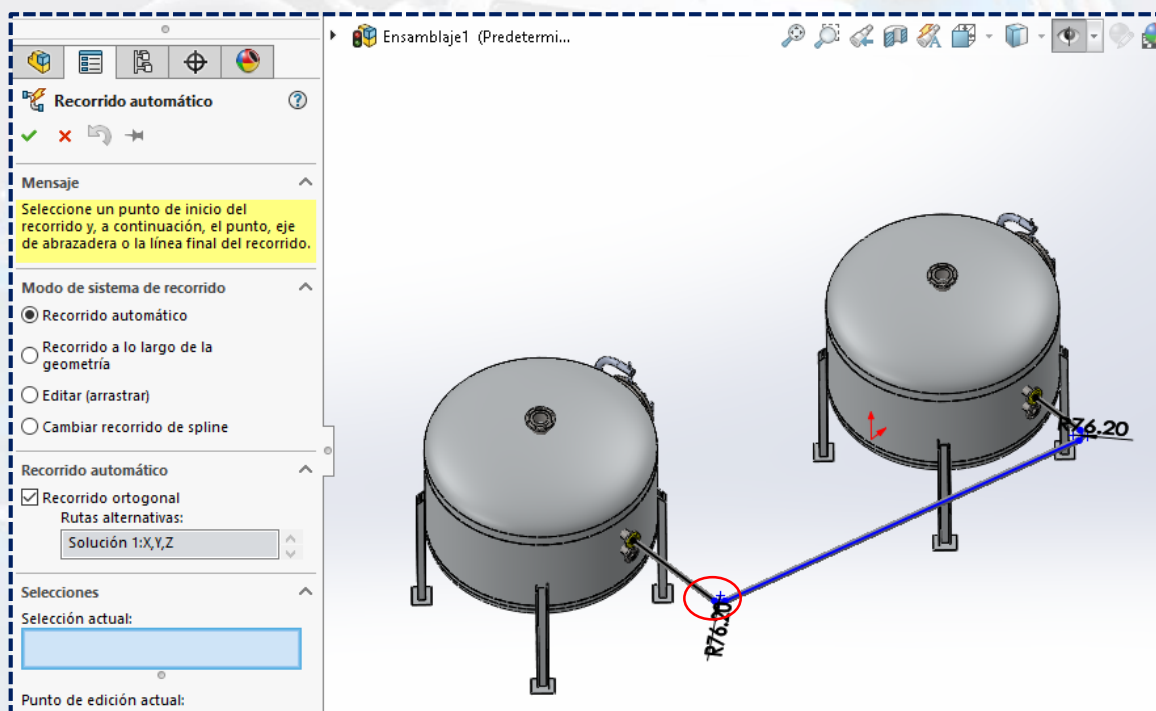 Ensamblaje1 (Predetermi...
Recorrido automático
Mensaje
Seleccione un punto de inicio del
recorrido y, a continuación, el punto, eje
de abrazadera o la línea final del recorrido.
Modo de sistema de recorrido
Recorrido automático
Recorrido a lo largo de la
geometría
Editar (arrastrar)
Cambiar recorrido de spline
Recorrido automático
Recorrido ortogonal
Rutas alternativas:
Solución 1:X,Y,Z
Selecciones
Selección actual:
Punto de edición actual:
R76.20
R76.20